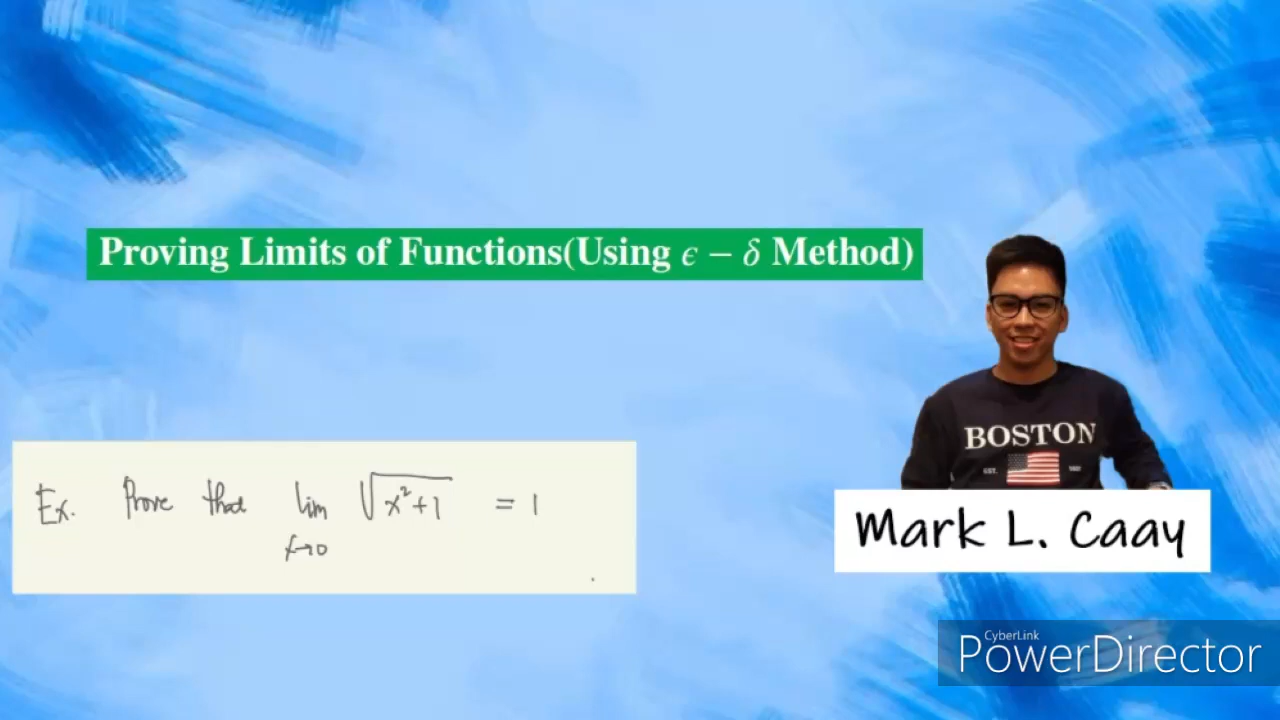 Proving Limits of Functions(Using ϵ − δ Method)
BOSTON
EST.
Ex. Prove that lim √x²+1 = 1
x→0
Mark L. Caay
CyberLink
PowerDirector